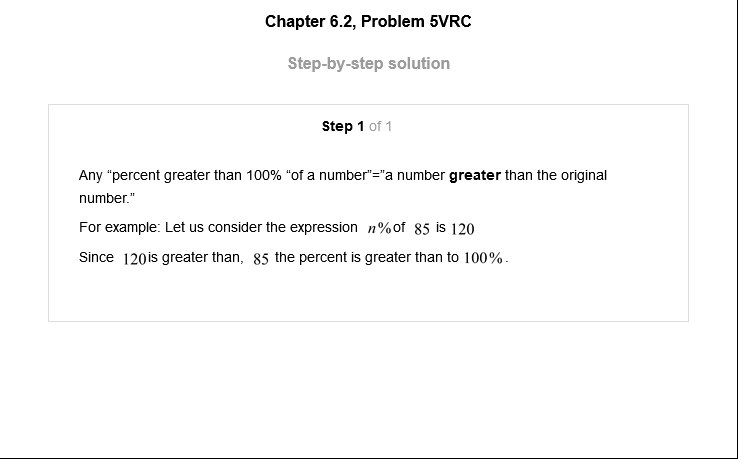 Chapter 6.2, Problem 5VRC
Step-by-step solution
Step 1 of 1
Any “percent greater than 100% “of a number”=”a number greater than the original
number.”
For example: Let us consider the expression n% of 85 is 120
Since 120is greater than, 85 the percent is greater than to 100%.